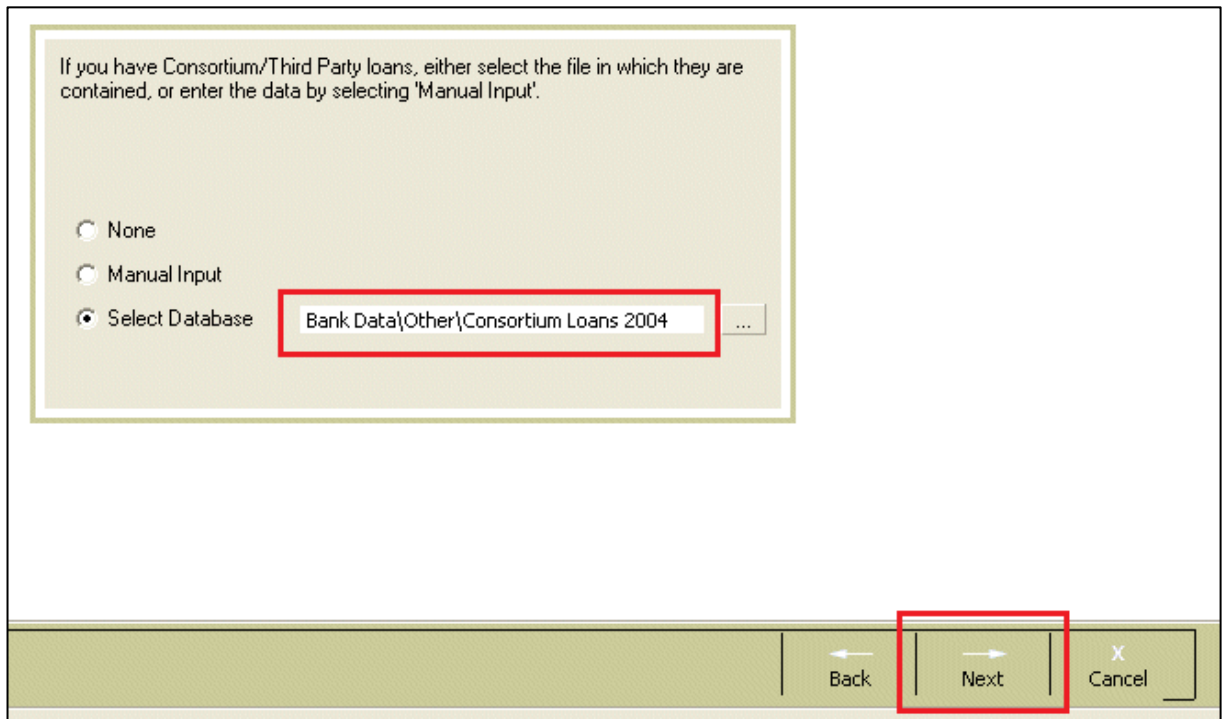 If you have Consortium/Third Party loans, either select the file in which they are
contained, or enter the data by selecting 'Manual Input'.
None
Manual Input
Select Database
Bank Data\Other\Consortium Loans 2004
...
Back
Next
X
Cancel